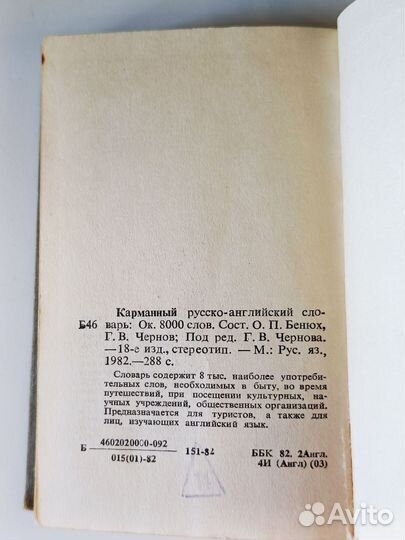 Карманный русско-английский сло-
Б46 варь: Ок. 8000 слов. Сост. О. П. Бенюх,
Г. В. Чернов; Под ред. Г. В. Чернова.
—18-е изд., стереотип. — М.: Рус. яз.,
1982.—288 с.
Словарь содержит 8 тыс. наиболее употреби-
тельных слов, необходимых в быту, во время
путешествий, при посещении культурных, на-
учных учреждений, общественных организаций.
Предназначается для туристов, а также для
лиц, изучающих английский язык.
Б 4602020000-092 151-82 ББК 82. 2Англ.
015(01)-82 4И (Англ) (03)
Avito